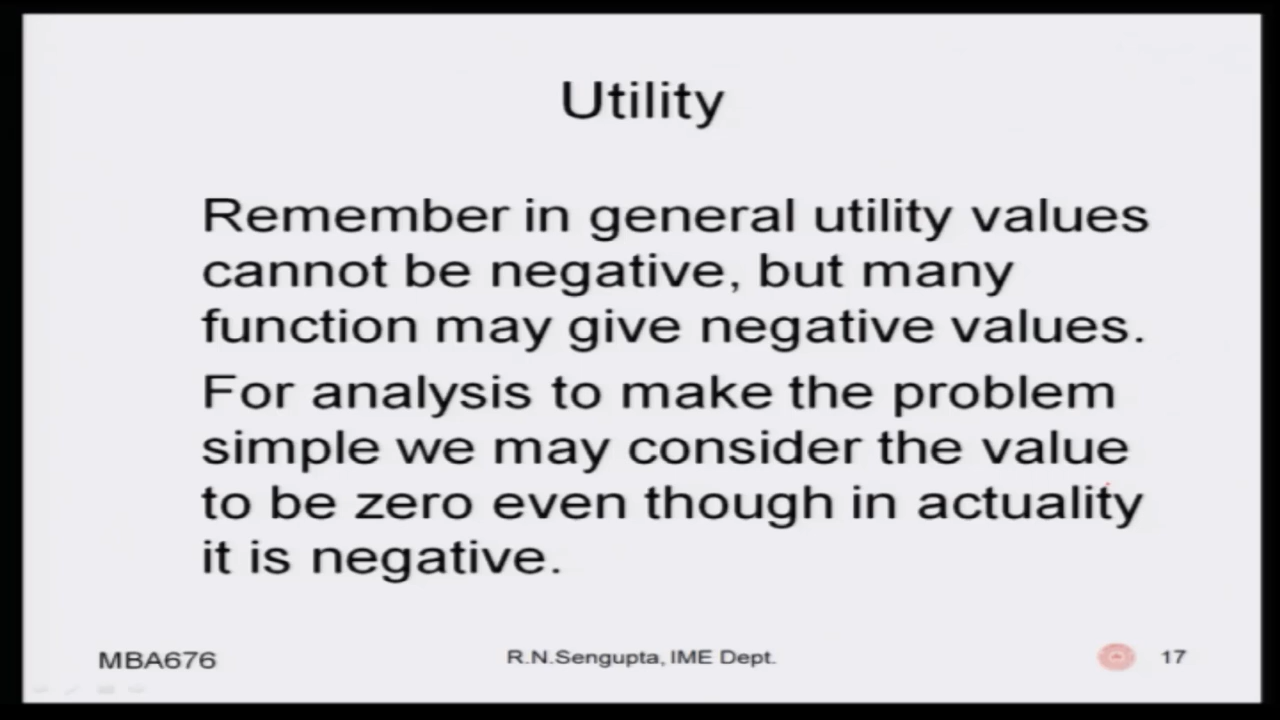 Utility
Remember in general utility values
cannot be negative, but many
function may give negative values.
For analysis to make the problem
simple we may consider the value
to be zero even though in actuality
it is negative.
MBA676
R.N.Sengupta, IME Dept.
17